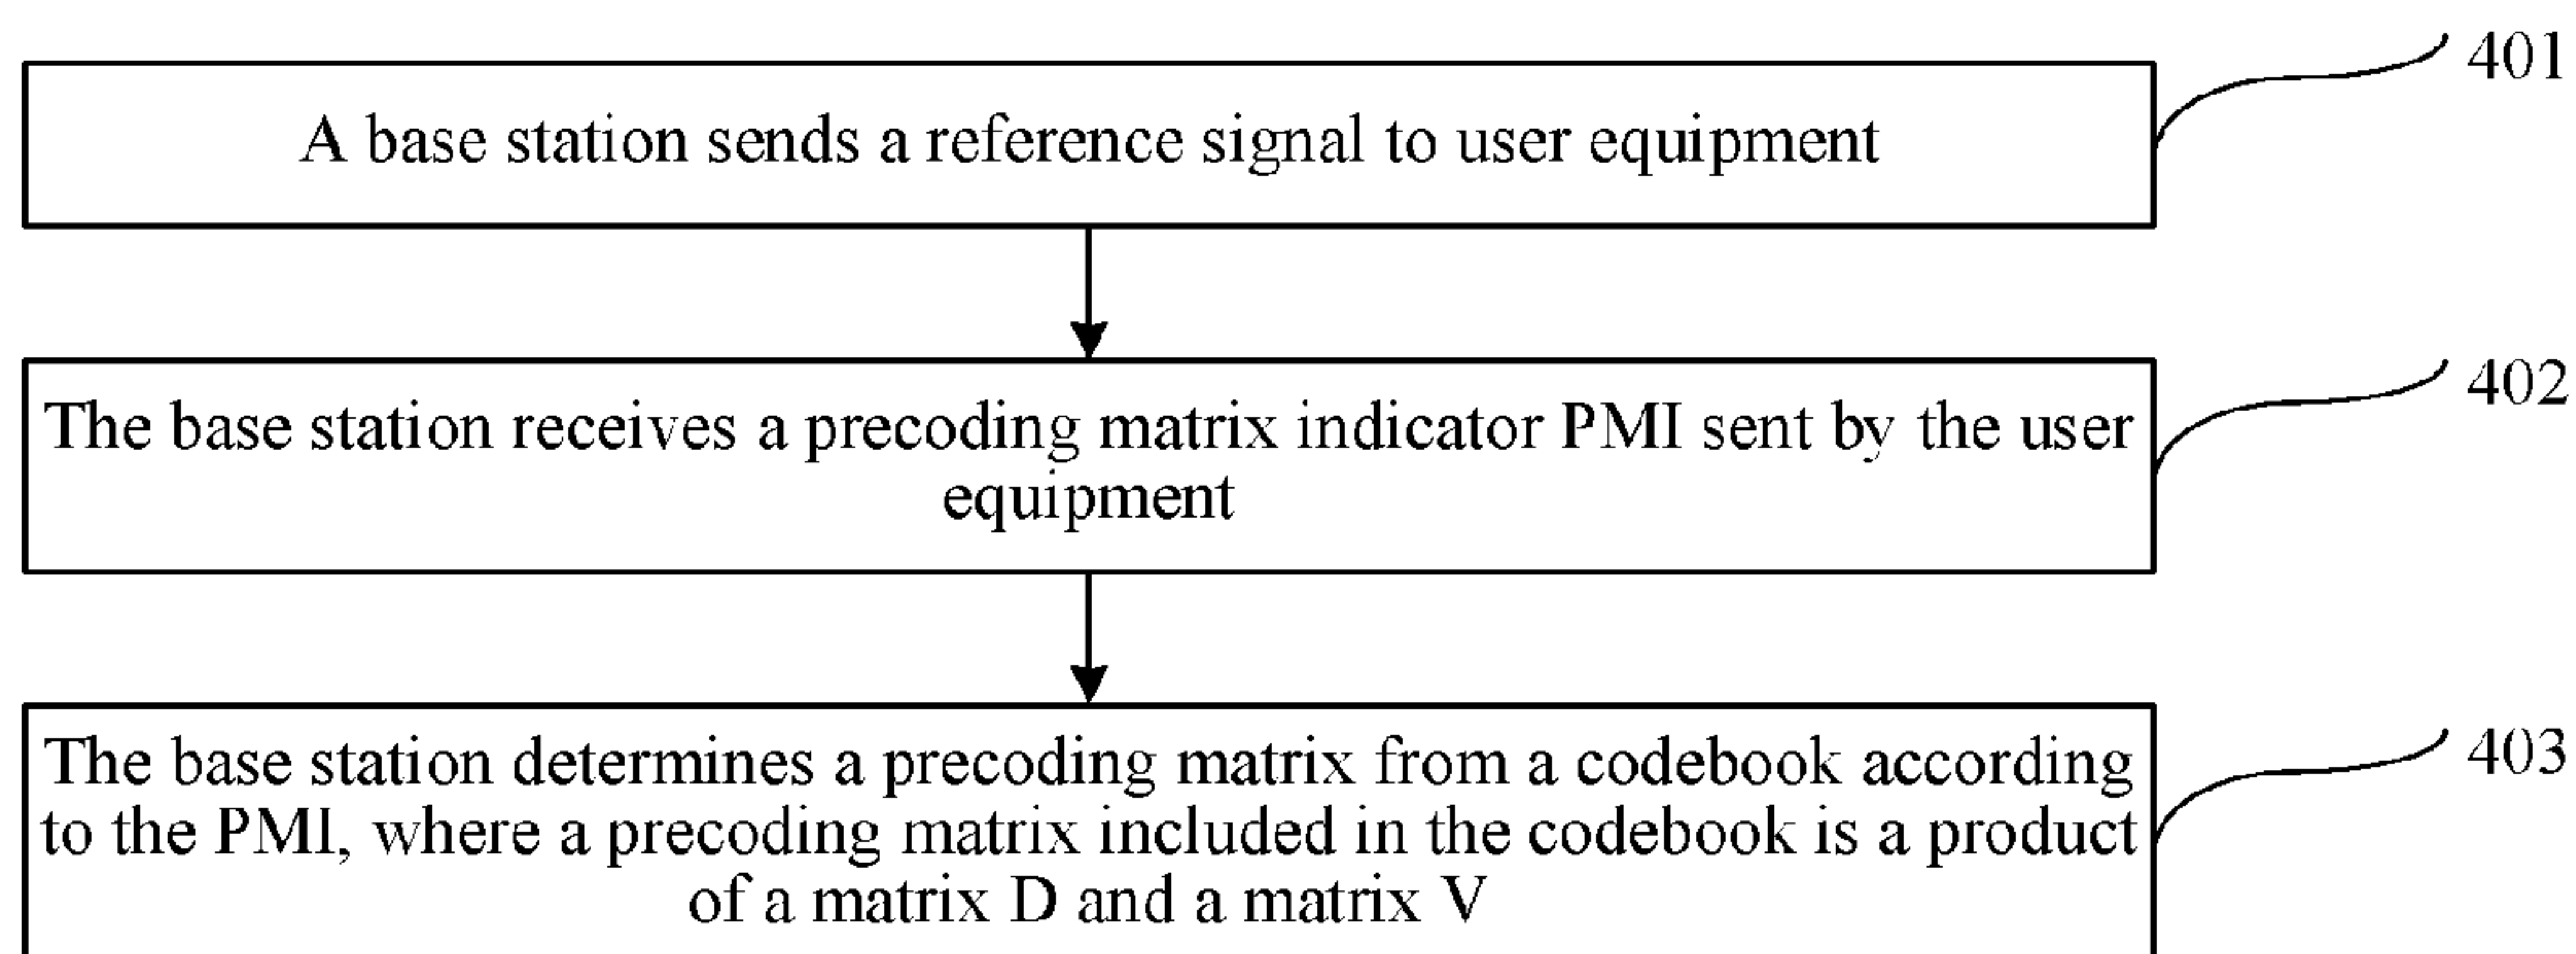 401
A base station sends a reference signal to user equipment
402
The base station receives a precoding matrix indicator PMI sent by the user
equipment
403
The base station determines a precoding matrix from a codebook according
to the PMI, where a precoding matrix included in the codebook is a product
of a matrix D and a matrix V